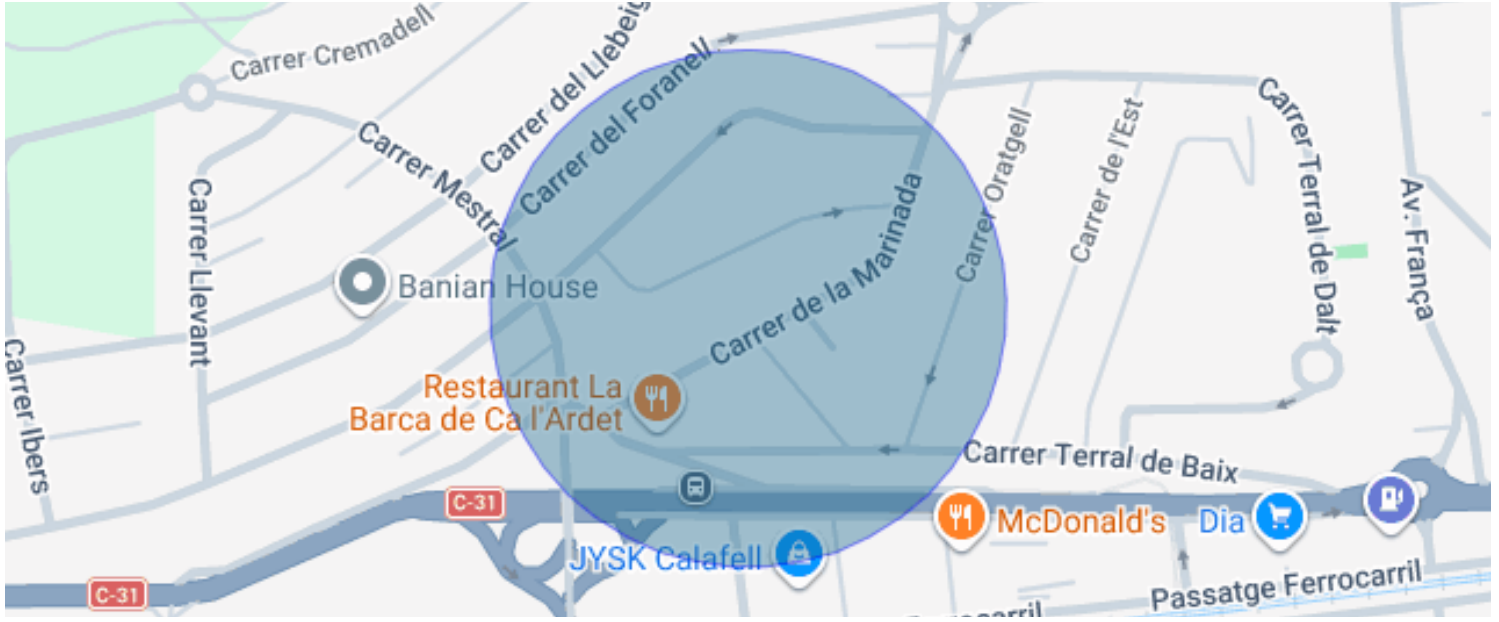 Carrer Cremadell
Carrer del Llebeig
Carrer del Foranell
Carrer Mestral
Carrer Llevant
Carrer Ibers
Banian House
Carrer de la Marinada
Carrer Oratgell
Carrer de l'Est
Carrer Terral de Dalt
Av. França
Restaurant La
Barca de Ca l'Ardet
Carrer Terral de Baix
C-31
McDonald's
Dia
JYSK Calafell
C-31
Passatge Ferrocarril
Ferrocarril